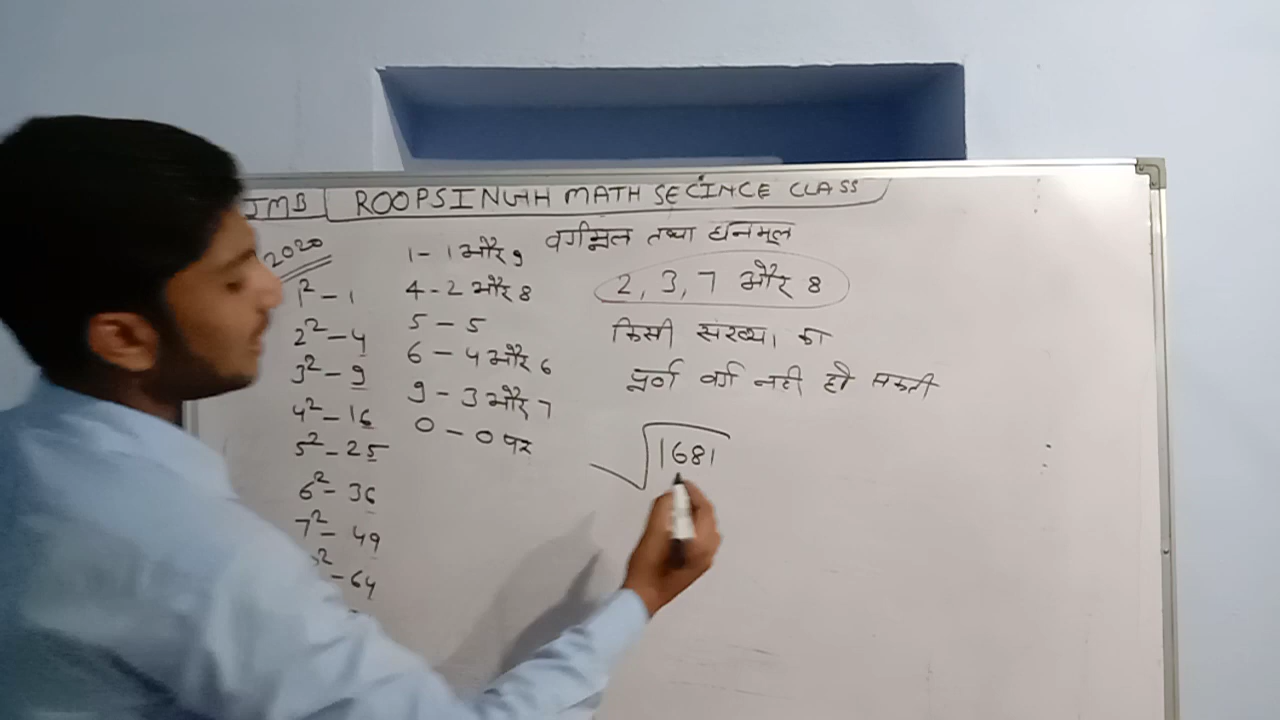 JMB ROOPSINGH MATH SECINCE CLASS
वर्गमूल तथा घनमूल
2020
1² – 1
2² – 4
3² – 9
4² – 16
5² – 25
6² – 36
7² – 49
² – 64
1 – 1 और 9
4 – 2 और 8
5 – 5
6 – 4 और 6
9 – 3 और 7
0 – 0 पर
2, 3, 7 और 8
किसी संख्या का
पूर्ण वर्ग नही हो सकती
√1681